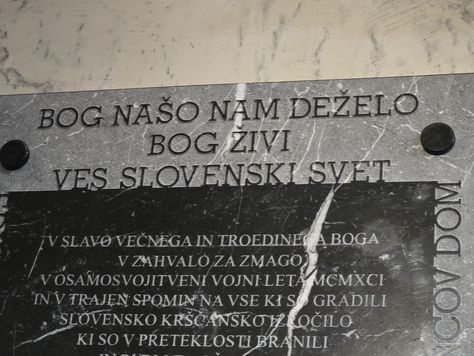 BOG NAŠO NAM DEŽELO
BOG ŽIVI
VES SLOVENSKI SVET
V SLAVO VEČNEGA IN TROEDINEGA BOGA
V ZAHVALO ZA ZMAGO
V OSAMOSVOJITVENI VOJNI LETA MCMXCI
IN V TRAJEN SPOMIN NA VSE KI SO GRADILI
SLOVENSKO KRŠČANSKO IZROČILO
KI SO V PRETEKLOSTI BRANILI
NGOV DOM